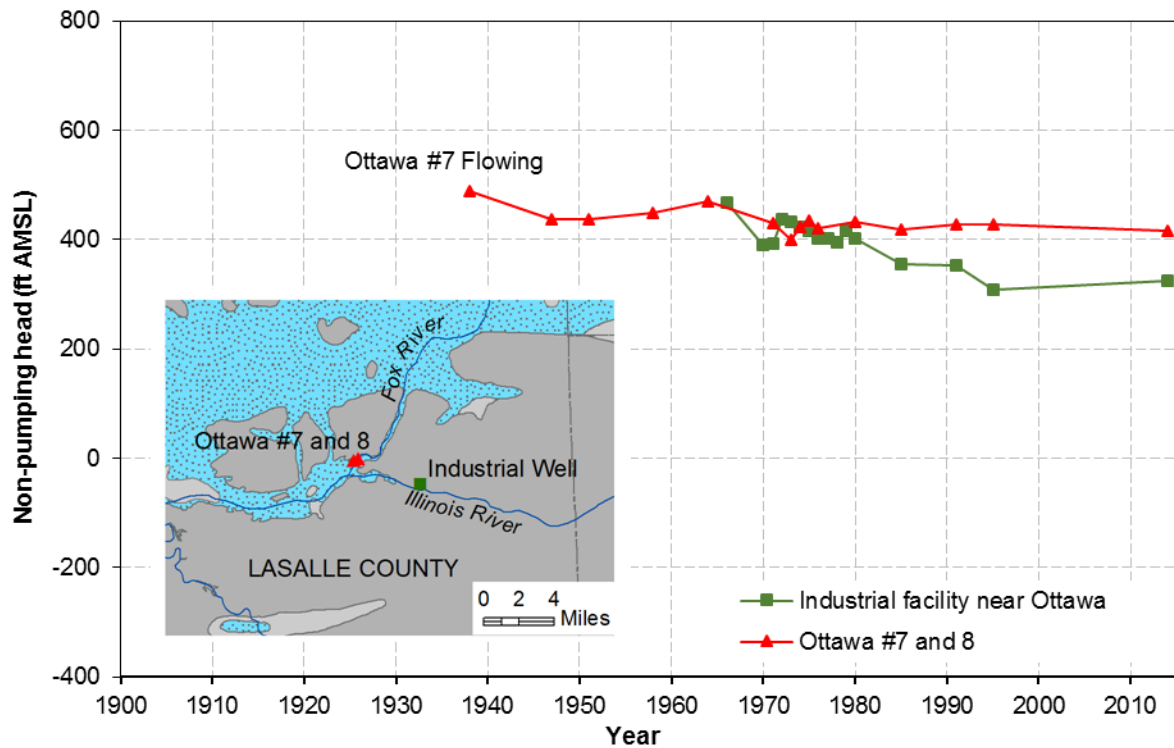 800
600
400
200
0
-200
-400
Non-pumping head (ft AMSL)
1900 1910 1920 1930 1940 1950 1960 1970 1980 1990 2000 2010
Year
Ottawa #7 Flowing
Fox River
Ottawa #7 and 8
Industrial Well
Illinois River
LASALLE COUNTY
0 2 4
Miles
Industrial facility near Ottawa
Ottawa #7 and 8